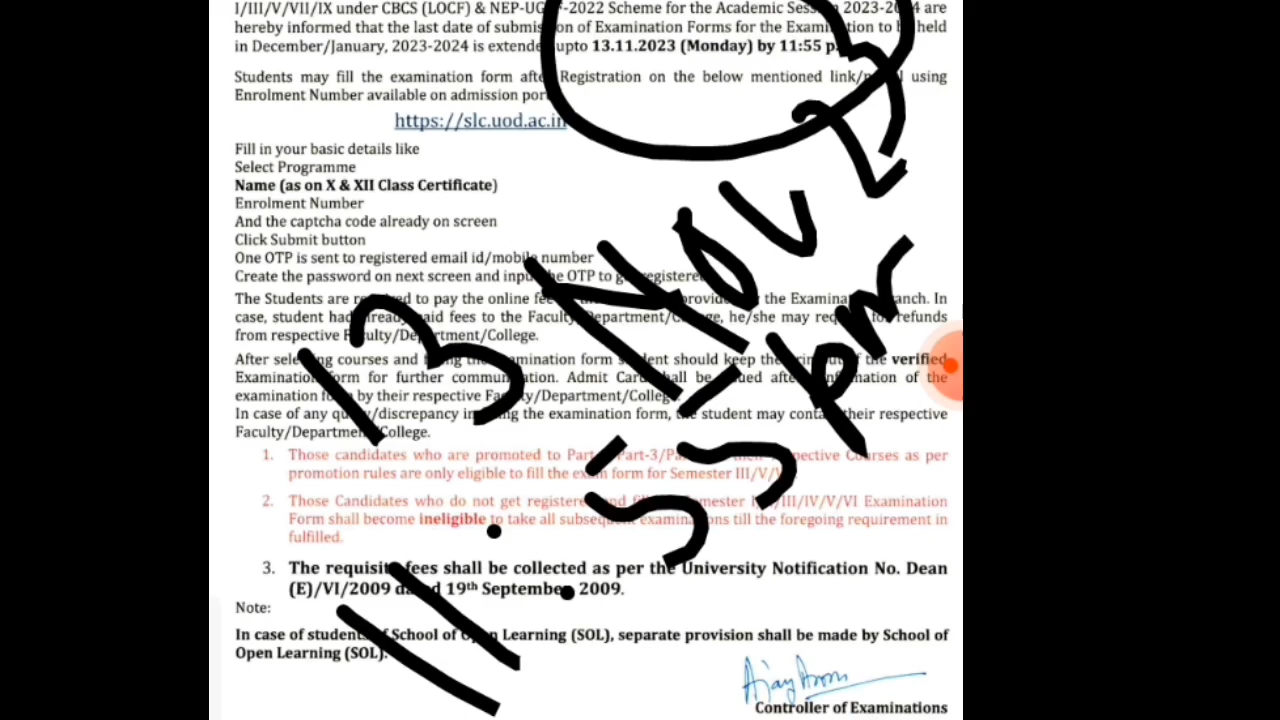 I/III/V/VII/IX under CBCS (LOCF) & NEP-UG -2022 Scheme for the Academic 2023-20 4 are
hereby informed that the last date of submis on of Examination Forms for the Exami tion to b held
in December/January, 2023-2024 is extende upto 13.11.2023 (Monday) by 11:55 p.
Students may fill the examination form afte Registration on the below mentioned link/ using
Enrolment Number available on admission por
https://slc.uod.ac.in
Fill in your basic details like
Select Programme
Name (as on X & XII Class Certificate)
Enrolment Number
And the captcha code already on screen
Click Submit button
One OTP is sent to registered email id/mobile number
Create the password on next screen and input the OTP to get registered
The Students are required to pay the online fee the Examina anch. In
case, student had already paid fees to the Faculty/Department/College, he/she may for refunds
from respective Faculty/Department/College.
After selecting courses and the examination form student should keep the of the verified
Examination form for further communication. Admit Card shall be issued after of the
examination form by their respective Faculty/Department/College.
In case of any query/discrepancy in the examination form, the student may contact their respective
Faculty/Department/College.
1. Those candidates who are promoted to Part- Part-3/Pa respective Courses as per
promotion rules are only eligible to fill the exam form for Semester III/V/V
2. Those Candidates who do not get registered and Semester III/IV/V/VI Examination
Form shall become ineligible to take all subsequent examinations till the foregoing requirement in
fulfilled.
3. The requisite fees shall be collected as per the University Notification No. Dean
(E)/VI/2009 dated 19th September, 2009.
Note:
In case of students of School of Open Learning (SOL), separate provision shall be made by School of
Open Learning (SOL).
Controller of Examinations
13 NOV 23
11:55 pm